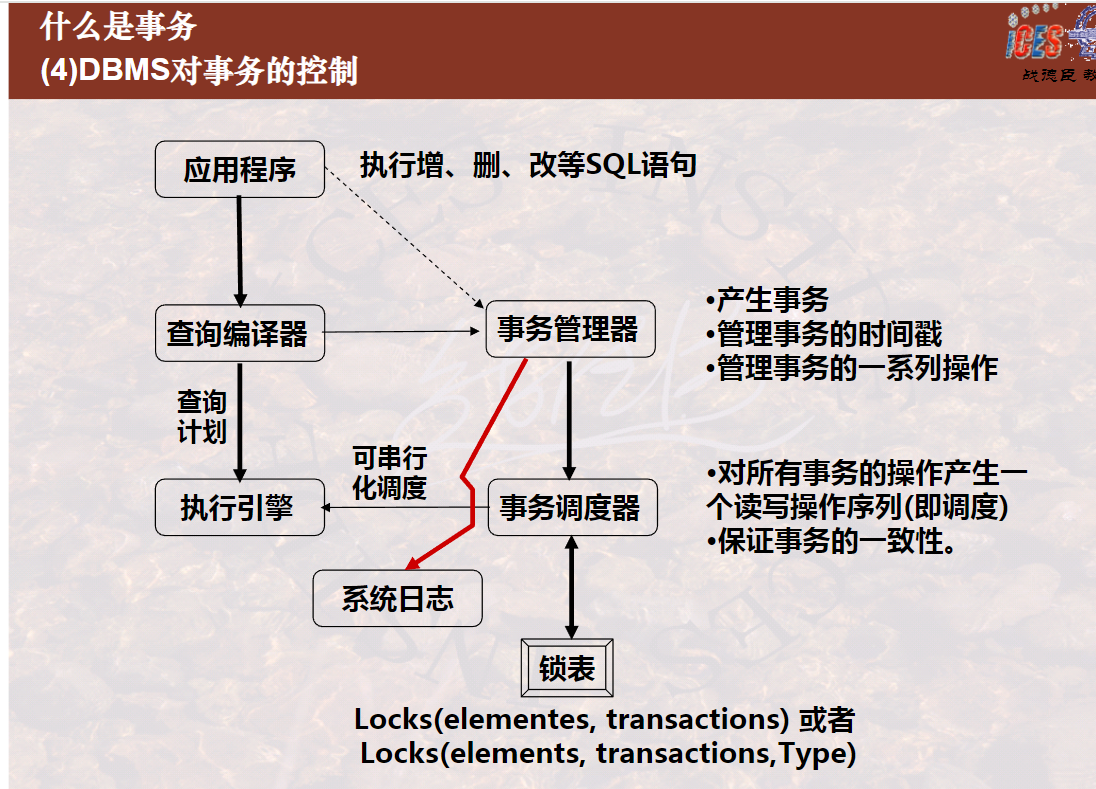 什么是事务
(4)DBMS对事务的控制
iCES
战德臣 教
应用程序
执行增、删、改等SQL语句
查询编译器
事务管理器
•产生事务
•管理事务的时间戳
•管理事务的一系列操作
查询
计划
可串行
化调度
执行引擎
事务调度器
•对所有事务的操作产生一
个读写操作序列(即调度)
•保证事务的一致性。
系统日志
锁表
Locks(elementes, transactions) 或者
Locks(elements, transactions,Type)